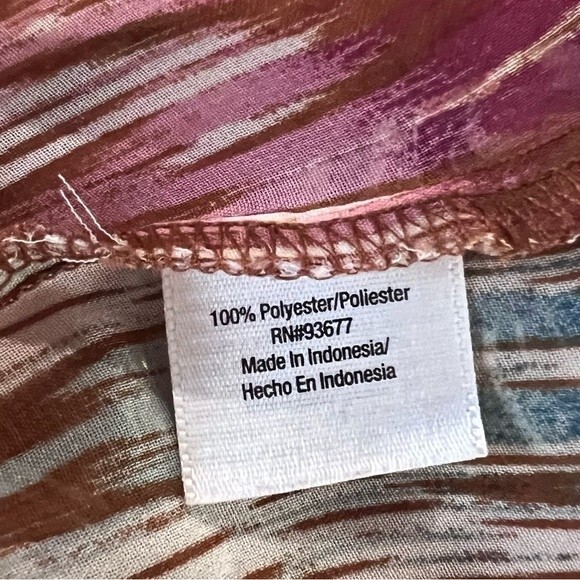 100% Polyester/Poliester
RN#93677
Made In Indonesia/
Hecho En Indonesia